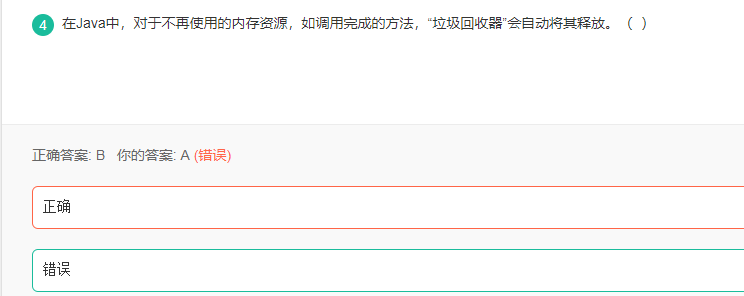 4 在Java中，对于不再使用的内存资源，如调用完成的方法，“垃圾回收器”会自动将其释放。（ ）
正确答案: B 你的答案: A (错误)
正确
错误